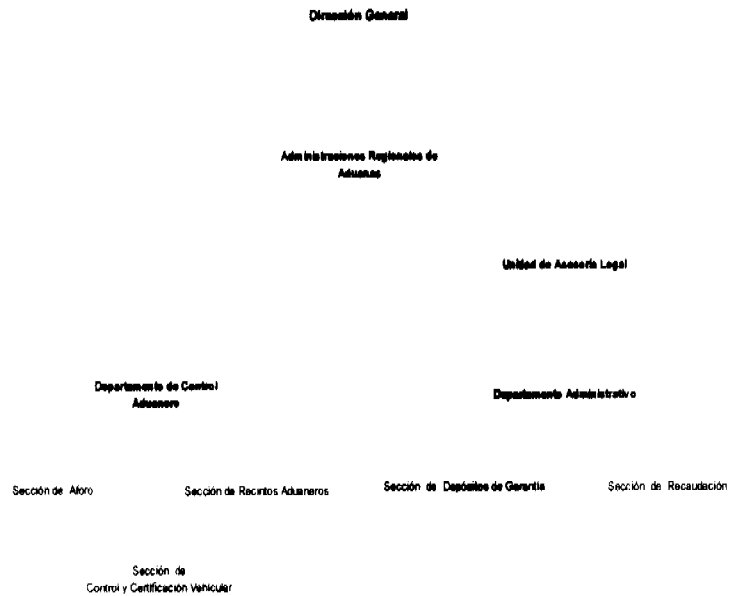 Dirección General
Administraciones Regionales de
Aduanas
Unidad de Asesoría Legal
Departamento de Control
Aduanero
Departamento Administrativo
Sección de Aforo
Sección de Recintos Aduaneros
Sección de Depósitos de Garantía
Sección de Recaudación
Sección de
Control y Certificación Vehicular